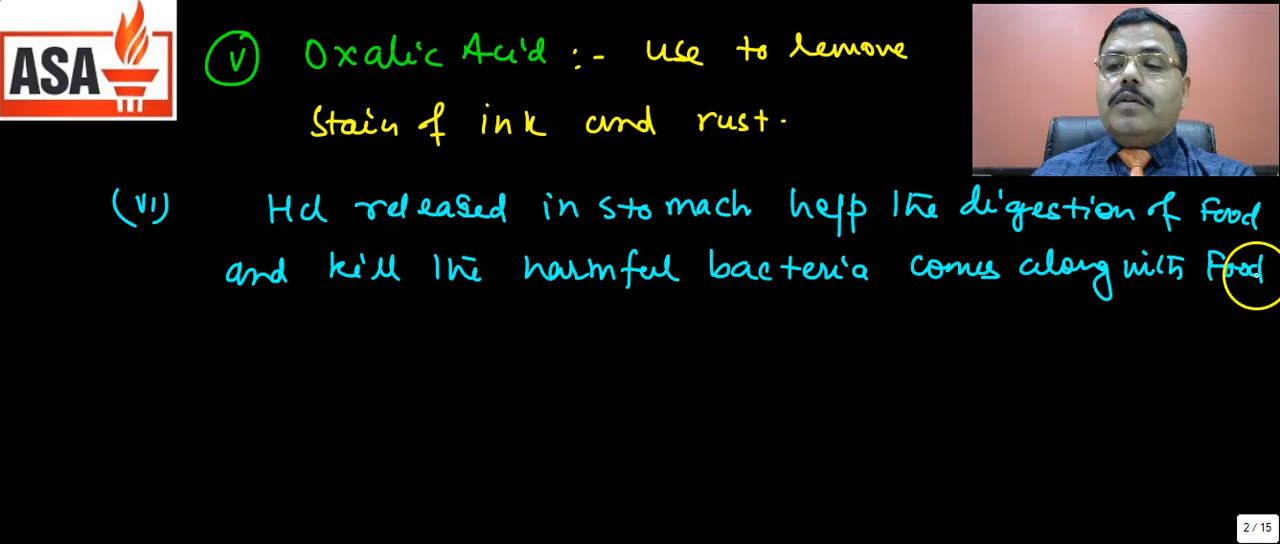 ASA
(V) Oxalic Acid :- use to remove
stain of ink and rust.
(VI) HCl released in stomach help the digestion of Food
and kill the harmful bacteria comes along with Food
2 / 15